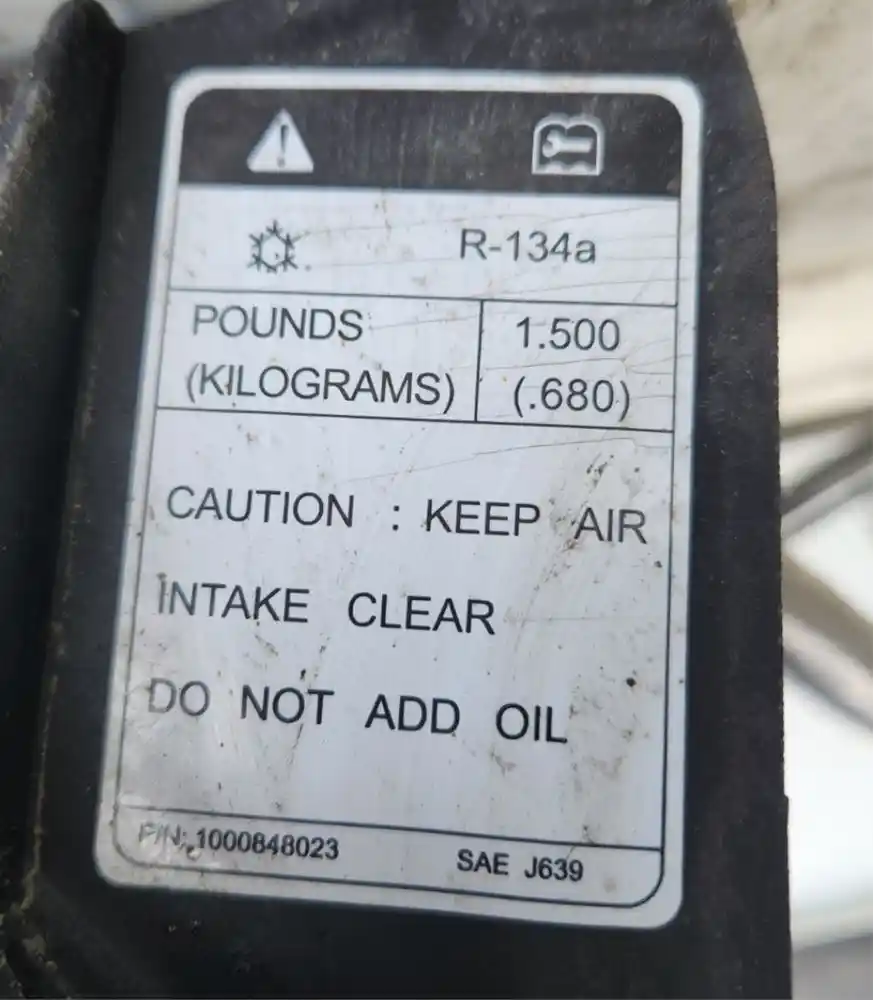 R-134a
POUNDS 1.500
(KILOGRAMS) (.680)
CAUTION : KEEP AIR
INTAKE CLEAR
DO NOT ADD OIL
P/N: 1000848023 SAE J639